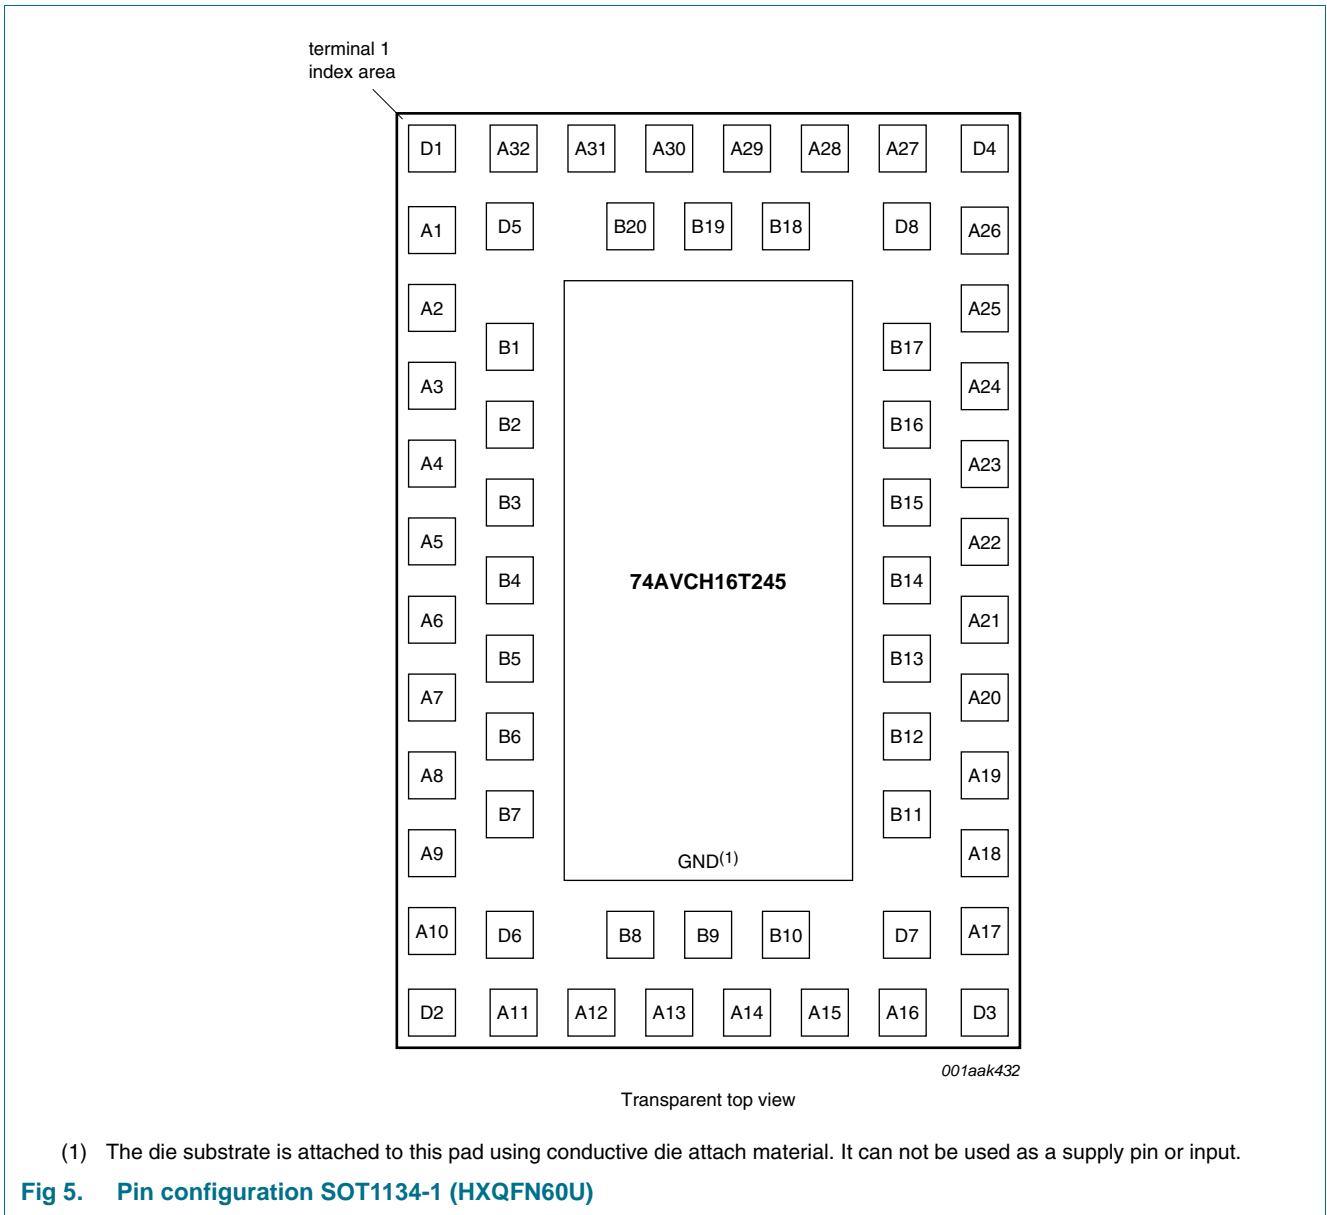 terminal 1
index area
D1 A32 A31 A30 A29 A28 A27 D4
A1 D5 B20 B19 B18 D8 A26
A2 A25
B1 B17
A3 A24
B2 B16
A4 A23
B3 B15
A5 A22
B4 74AVCH16T245 B14
A6 A21
B5 B13
A7 A20
B6 B12
A8 A19
B7 B11
A9 GND(1) A18
A10 D6 B8 B9 B10 D7 A17
D2 A11 A12 A13 A14 A15 A16 D3
001aak432
Transparent top view
(1) The die substrate is attached to this pad using conductive die attach material. It can not be used as a supply pin or input.
Fig 5. Pin configuration SOT1134-1 (HXQFN60U)